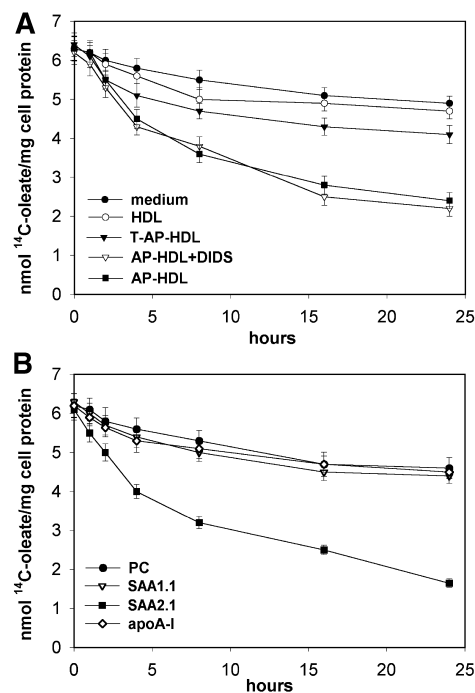 A
nmol ¹⁴C-oleate/mg cell protein
7
6
5
4
3
2
1
0
medium
HDL
T-AP-HDL
AP-HDL+DIDS
AP-HDL
0 5 10 15 20 25
hours
B
nmol ¹⁴C-oleate/mg cell protein
7
6
5
4
3
2
1
0
PC
SAA1.1
SAA2.1
apoA-I
0 5 10 15 20 25
hours